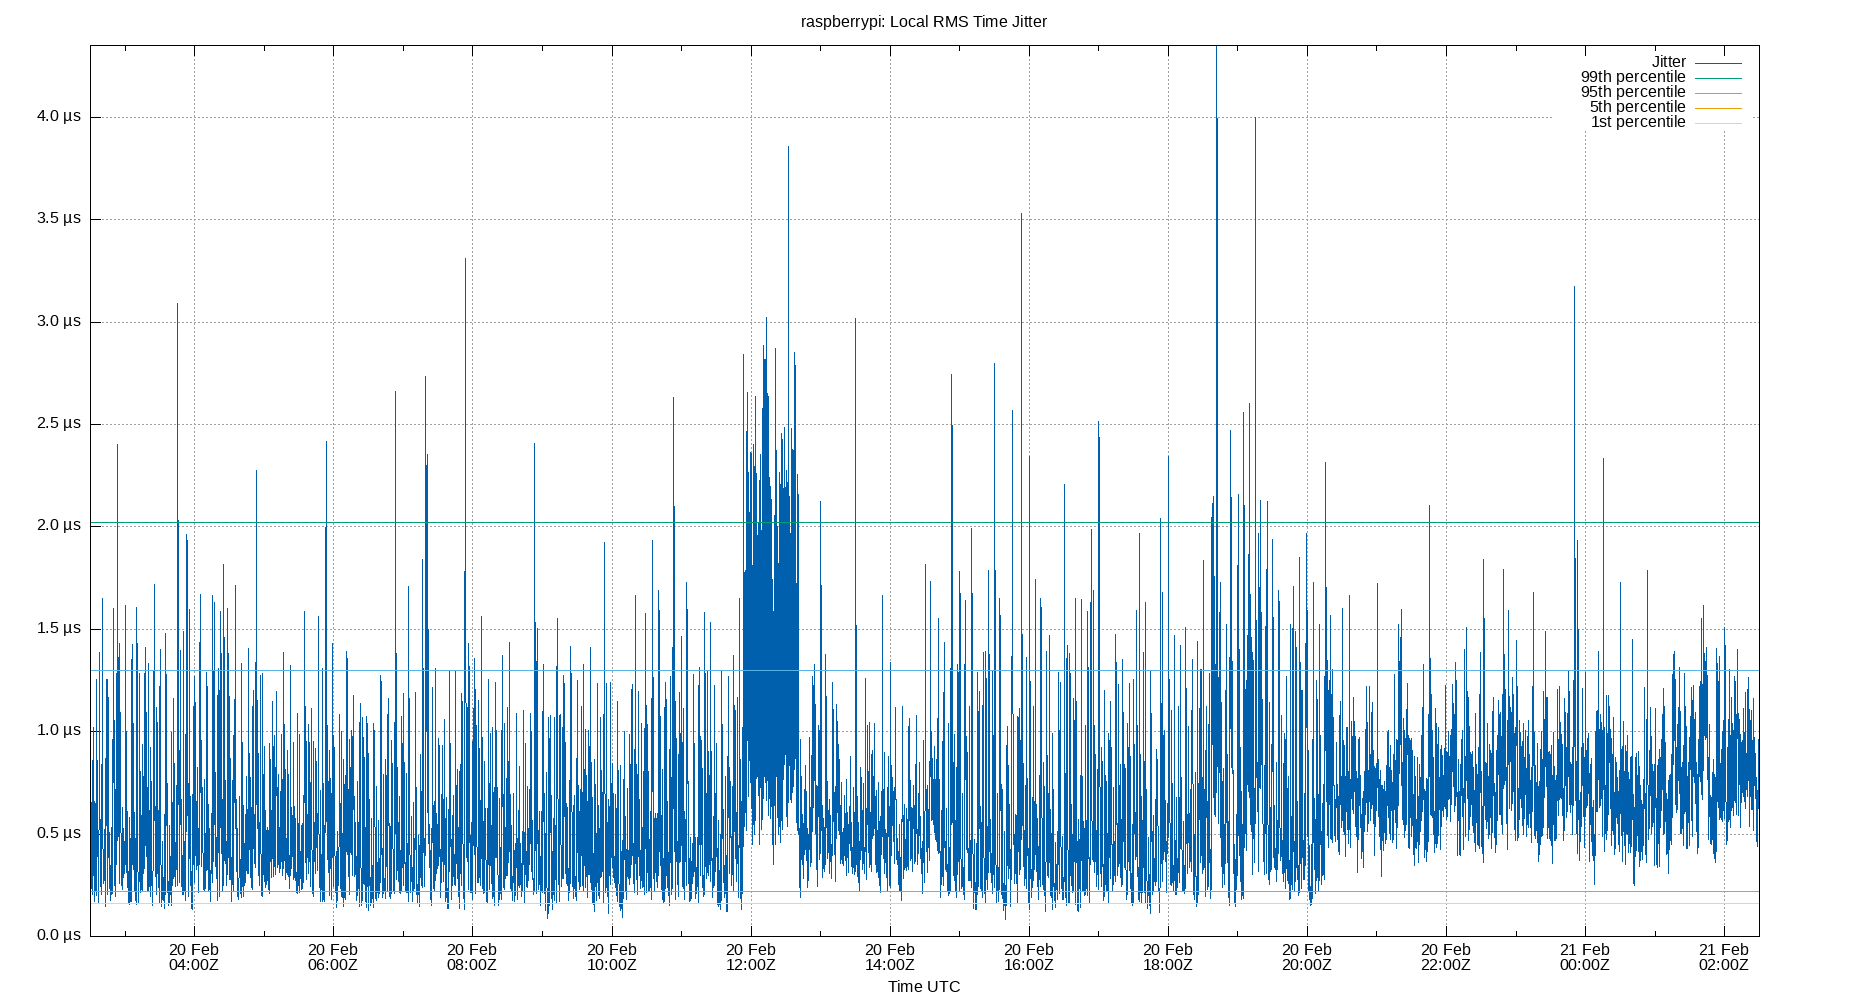 raspberrypi: Local RMS Time Jitter
Jitter
99th percentile
95th percentile
5th percentile
1st percentile
4.0 µs
3.5 µs
3.0 µs
2.5 µs
2.0 µs
1.5 µs
1.0 µs
0.5 µs
0.0 µs
20 Feb 20 Feb 20 Feb 20 Feb 20 Feb 20 Feb 20 Feb 20 Feb 20 Feb 20 Feb 21 Feb 21 Feb
04:00Z 06:00Z 08:00Z 10:00Z 12:00Z 14:00Z 16:00Z 18:00Z 20:00Z 22:00Z 00:00Z 02:00Z
Time UTC